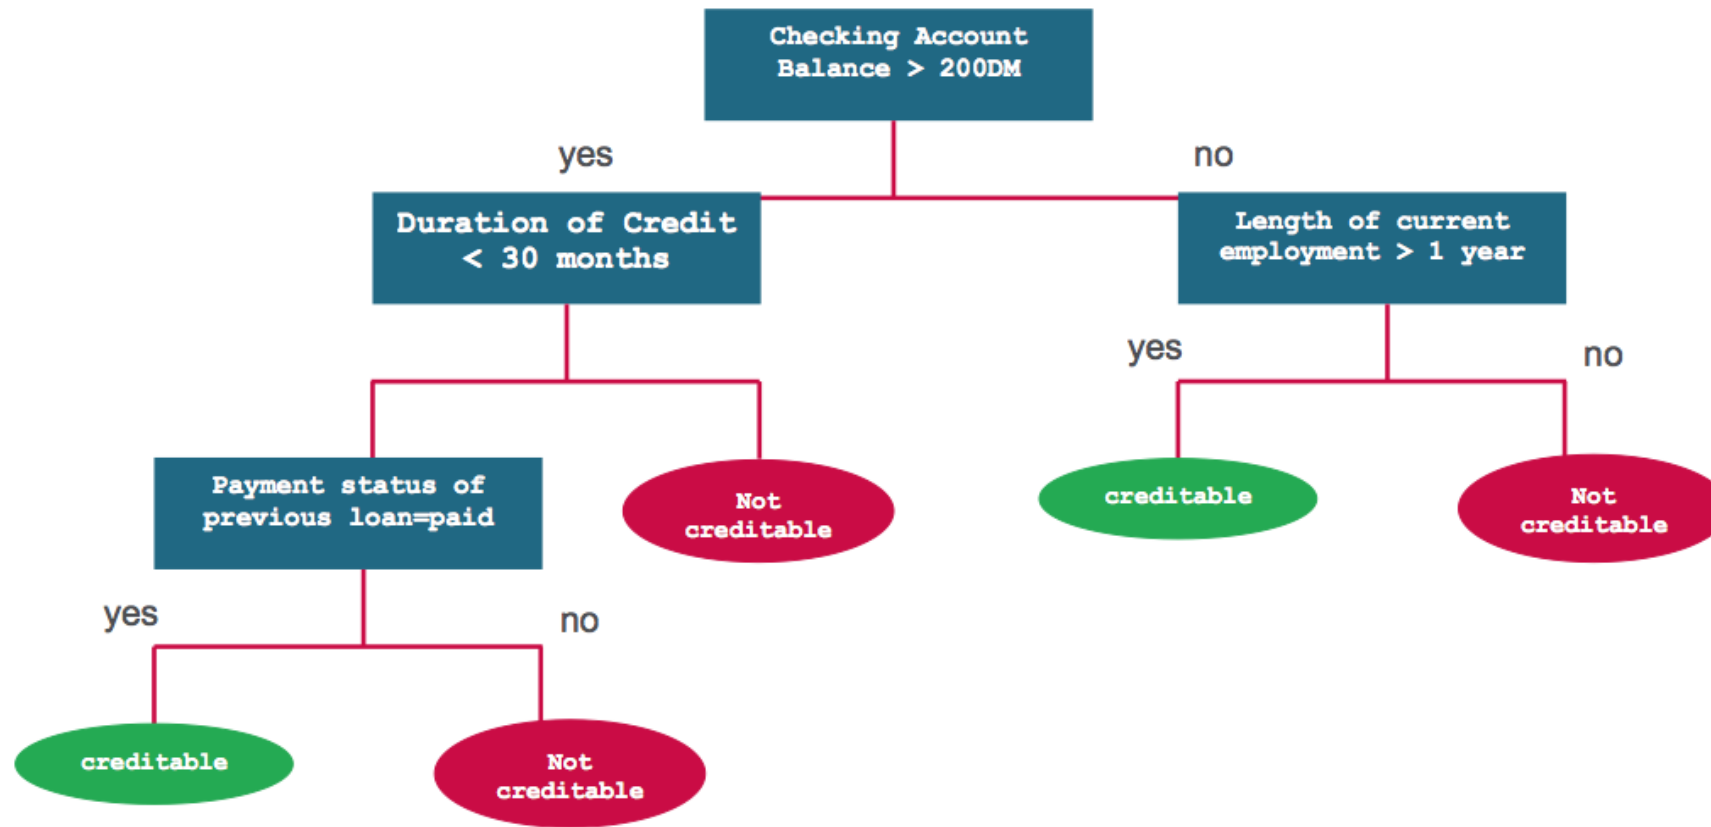 Checking Account
Balance > 200DM
yes
no
Duration of Credit
< 30 months
Length of current
employment > 1 year
yes
no
Payment status of
previous loan=paid
Not
creditable
creditable
Not
creditable
yes
no
creditable
Not
creditable